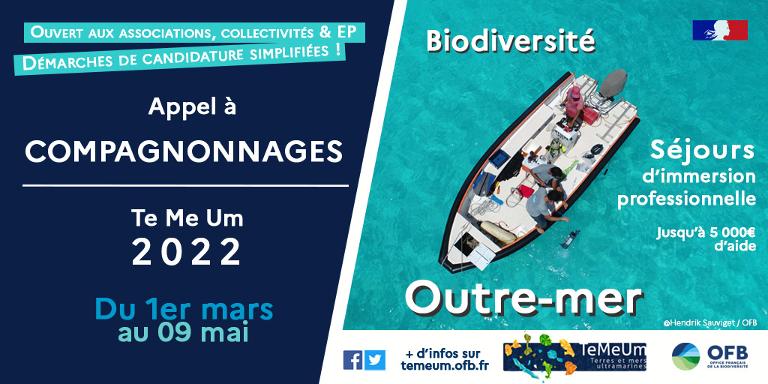 OUVERT AUX ASSOCIATIONS, COLLECTIVITÉS & EP
DÉMARCHES DE CANDIDATURE SIMPLIFIÉES !
Appel à
COMPAGNONNAGES
Te Me Um
2022
Du 1er mars
au 09 mai
Biodiversité
Séjours
d'immersion
professionnelle
Jusqu'à 5 000€
d'aide
Outre-mer
@Hendrik Sauviget / OFB
+ d'infos sur
temeum.ofb.fr
TeMeUm
Terres et mers
ultramarines
OFB
OFFICE FRANÇAIS
DE LA BIODIVERSITÉ